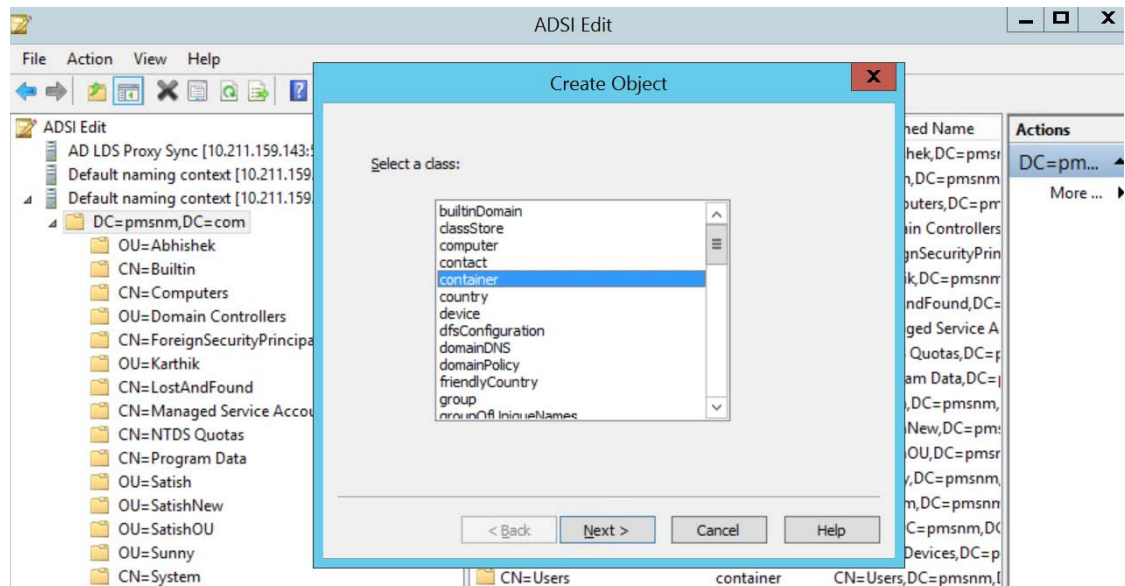 ADSI Edit
File Action View Help
ADSI Edit
AD LDS Proxy Sync [10.211.159.143:
Default naming context [10.211.159.
Default naming context [10.211.159.
DC=pmsnm,DC=com
OU=Abhishek
CN=Builtin
CN=Computers
OU=Domain Controllers
CN=ForeignSecurityPrincipa
OU=Karthik
CN=LostAndFound
CN=Managed Service Accou
CN=NTDS Quotas
CN=Program Data
OU=Satish
OU=SatishNew
OU=SatishOU
OU=Sunny
CN=System
Create Object
X
Select a class:
builtinDomain
classStore
computer
contact
container
country
device
dfsConfiguration
domainDNS
domainPolicy
friendlyCountry
group
groupOfUniqueNames
< Back Next > Cancel Help
hed Name
hek,DC=pmsr
,DC=pmsnm
puters,DC=pm
in Controllers
gnSecurityPrin
ik,DC=pmsnm
ndFound,DC=
ged Service A
Quotas,DC=p
am Data,DC=
,DC=pmsnm,
New,DC=pms
OU,DC=pmsr
y,DC=pmsnm,
m,DC=pmsnm
C=pmsnm,DC
Devices,DC=p
CN=Users container CN=Users,DC=pmsnm,
Actions
DC=pm...
More ...